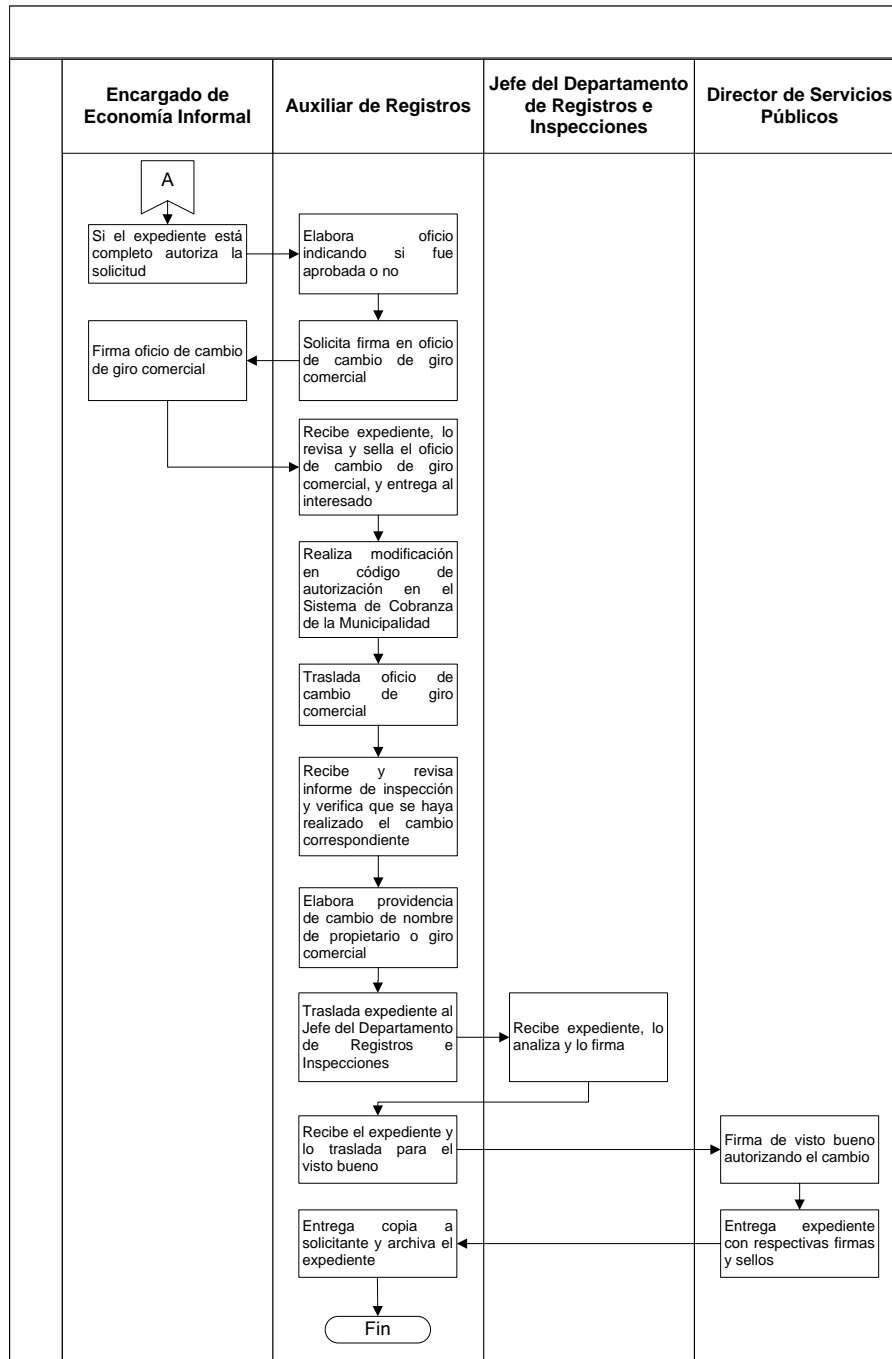 Encargado de
Economía Informal
Auxiliar de Registros
Jefe del Departamento
de Registros e
Inspecciones
Director de Servicios
Públicos
A
Si el expediente está
completo autoriza la
solicitud
Elabora oficio
indicando si fue
aprobada o no
Solicita firma en oficio
de cambio de giro
comercial
Firma oficio de cambio
de giro comercial
Recibe expediente, lo
revisa y sella el oficio
de cambio de giro
comercial, y entrega al
interesado
Realiza modificación
en código de
autorización en el
Sistema de Cobranza
de la Municipalidad
Traslada oficio de
cambio de giro
comercial
Recibe y revisa
informe de inspección
y verifica que se haya
realizado el cambio
correspondiente
Elabora providencia
de cambio de nombre
de propietario o giro
comercial
Traslada expediente al
Jefe del Departamento
de Registros e
Inspecciones
Recibe expediente, lo
analiza y lo firma
Recibe el expediente y
lo traslada para el
visto bueno
Firma de visto bueno
autorizando el cambio
Entrega expediente
con respectivas firmas
y sellos
Entrega copia a
solicitante y archiva el
expediente
Fin